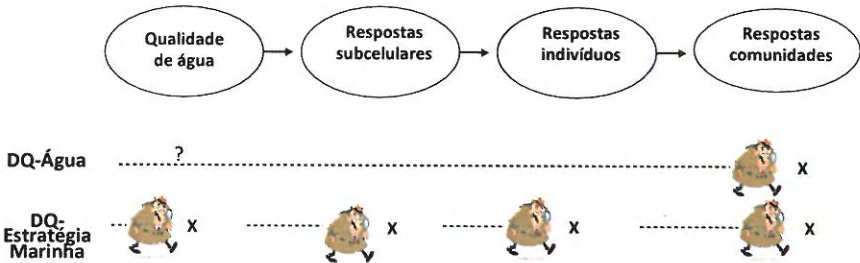 Qualidade
de água
Respostas
subcelulares
Respostas
indivíduos
Respostas
comunidades
DQ-Água
?
X
DQ-
Estratégia
Marinha
X
X
X
X